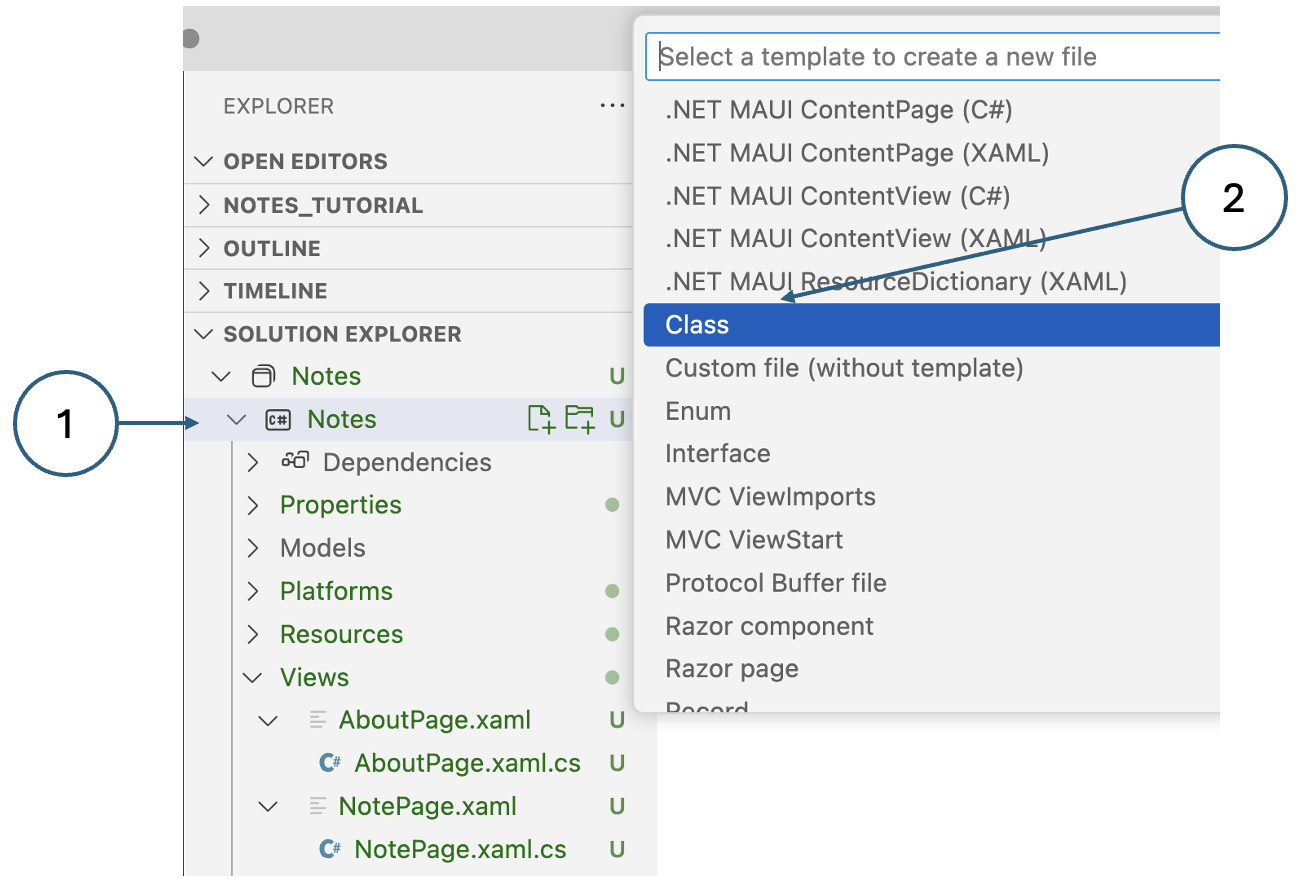 EXPLORER
OPEN EDITORS
NOTES_TUTORIAL
OUTLINE
TIMELINE
SOLUTION EXPLORER
Notes U
1
C# Notes U
Dependencies
Properties
Models
Platforms
Resources
Views
AboutPage.xaml U
C# AboutPage.xaml.cs U
NotePage.xaml U
C# NotePage.xaml.cs U
Select a template to create a new file
.NET MAUI ContentPage (C#)
.NET MAUI ContentPage (XAML)
.NET MAUI ContentView (C#)
2
.NET MAUI ContentView (XAML)
.NET MAUI ResourceDictionary (XAML)
Class
Custom file (without template)
Enum
Interface
MVC ViewImports
MVC ViewStart
Protocol Buffer file
Razor component
Razor page
Record